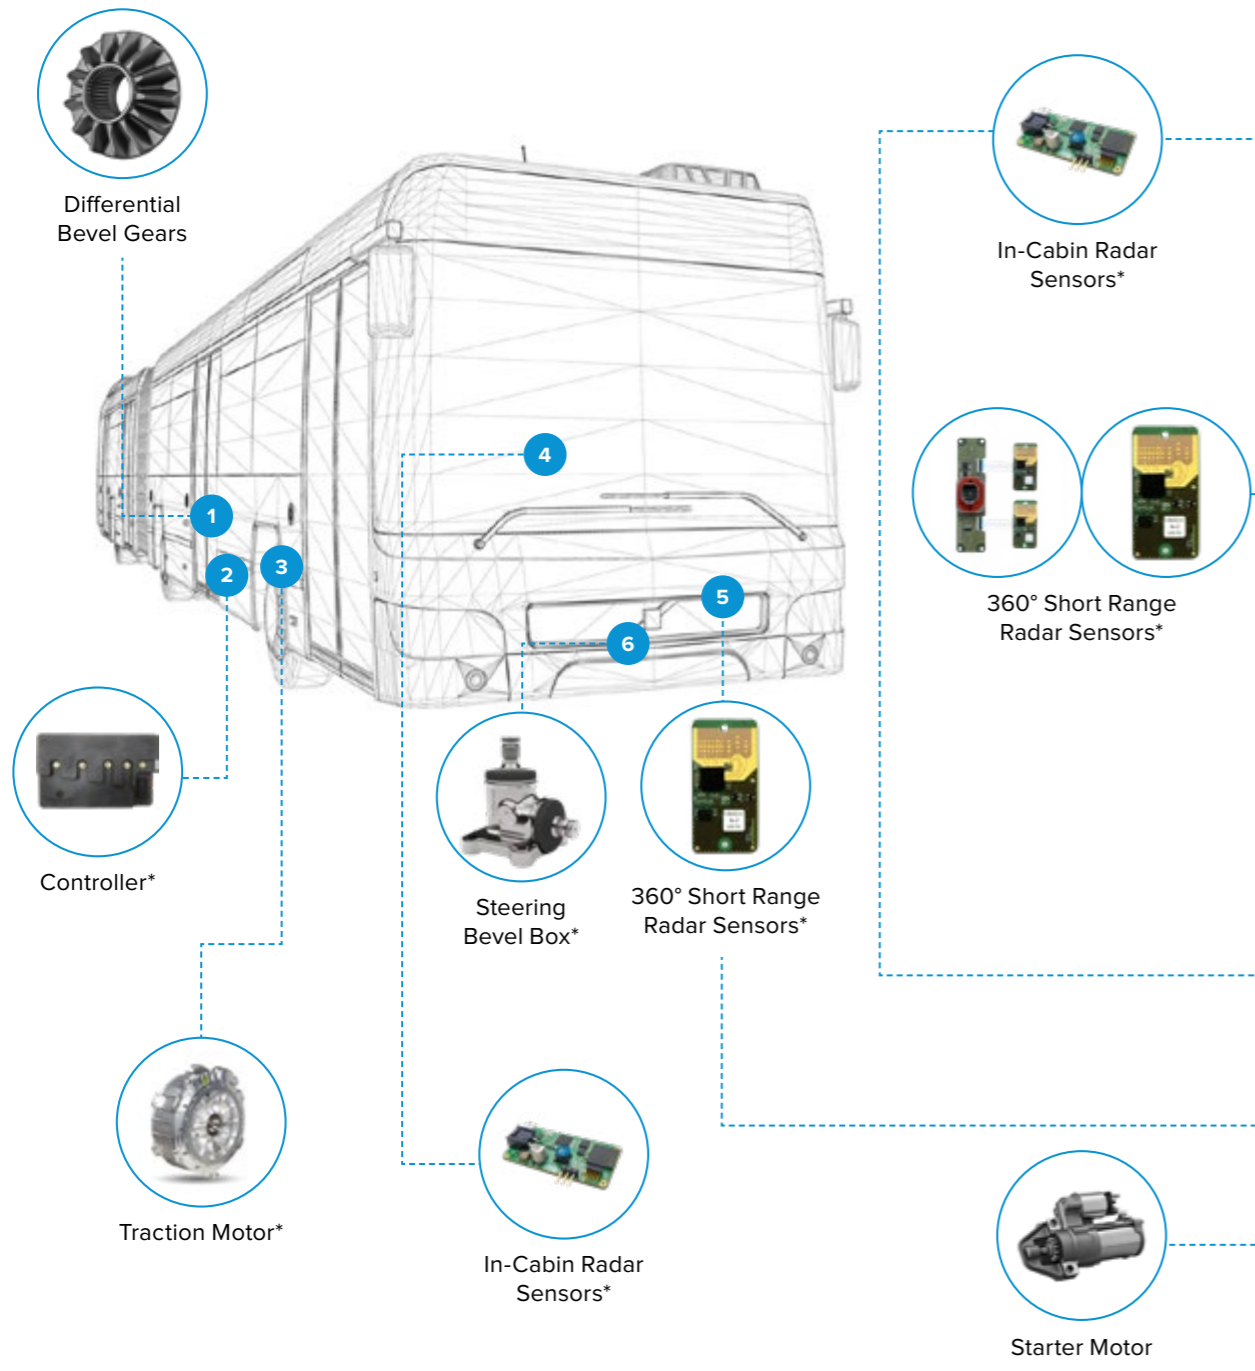 Differential
Bevel Gears
In-Cabin Radar
Sensors*
4
1
3
2
5
6
360° Short Range
Radar Sensors*
Controller*
Steering
Bevel Box*
360° Short Range
Radar Sensors*
Traction Motor*
In-Cabin Radar
Sensors*
Starter Motor